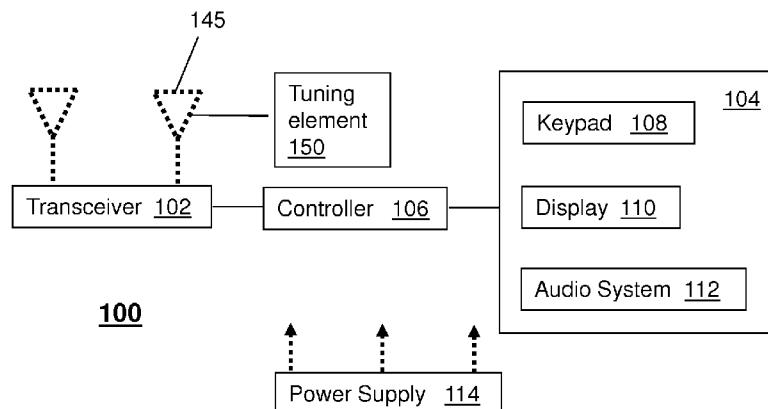 145
Tuning
element
150
104
Keypad 108
Transceiver 102
Controller 106
Display 110
Audio System 112
100
Power Supply 114